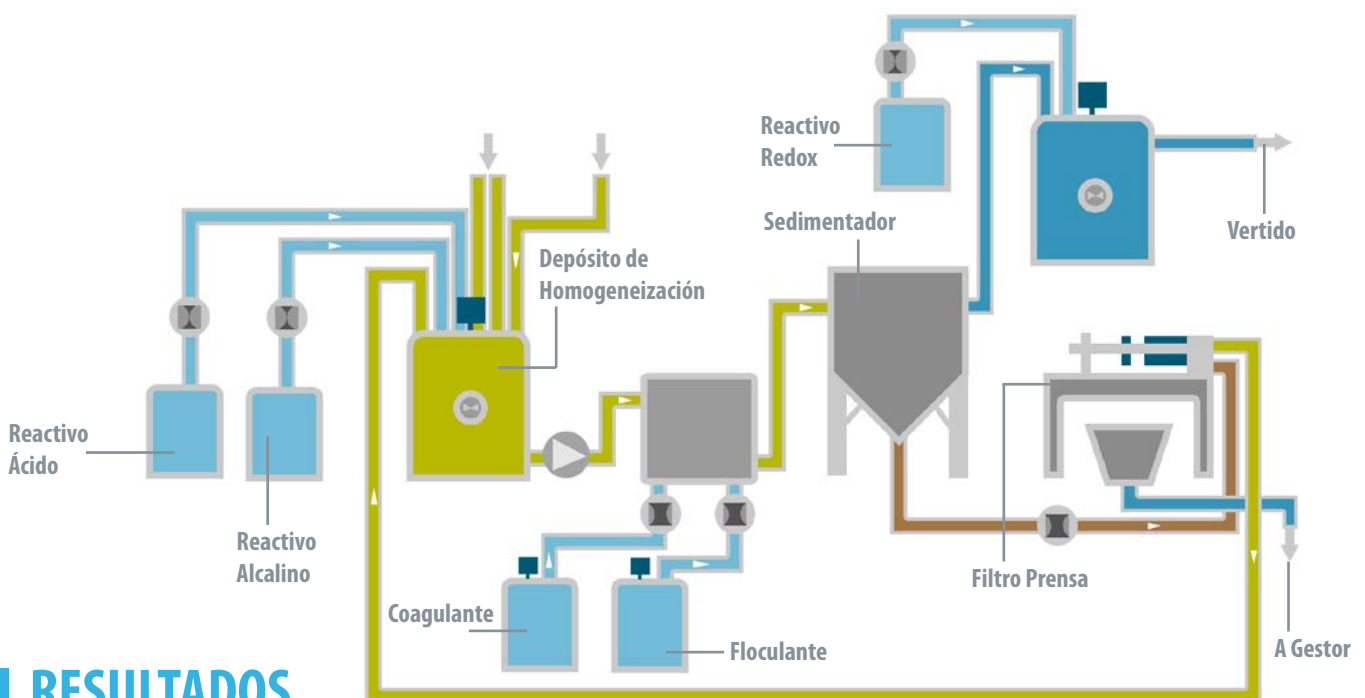 Reactivo
Redox
Vertido
Sedimentador
Depósito de
Homogeneización
Reactivo
Ácido
Reactivo
Alcalino
Coagulante
Floculante
Filtro Prensa
A Gestor
RESULTADOS